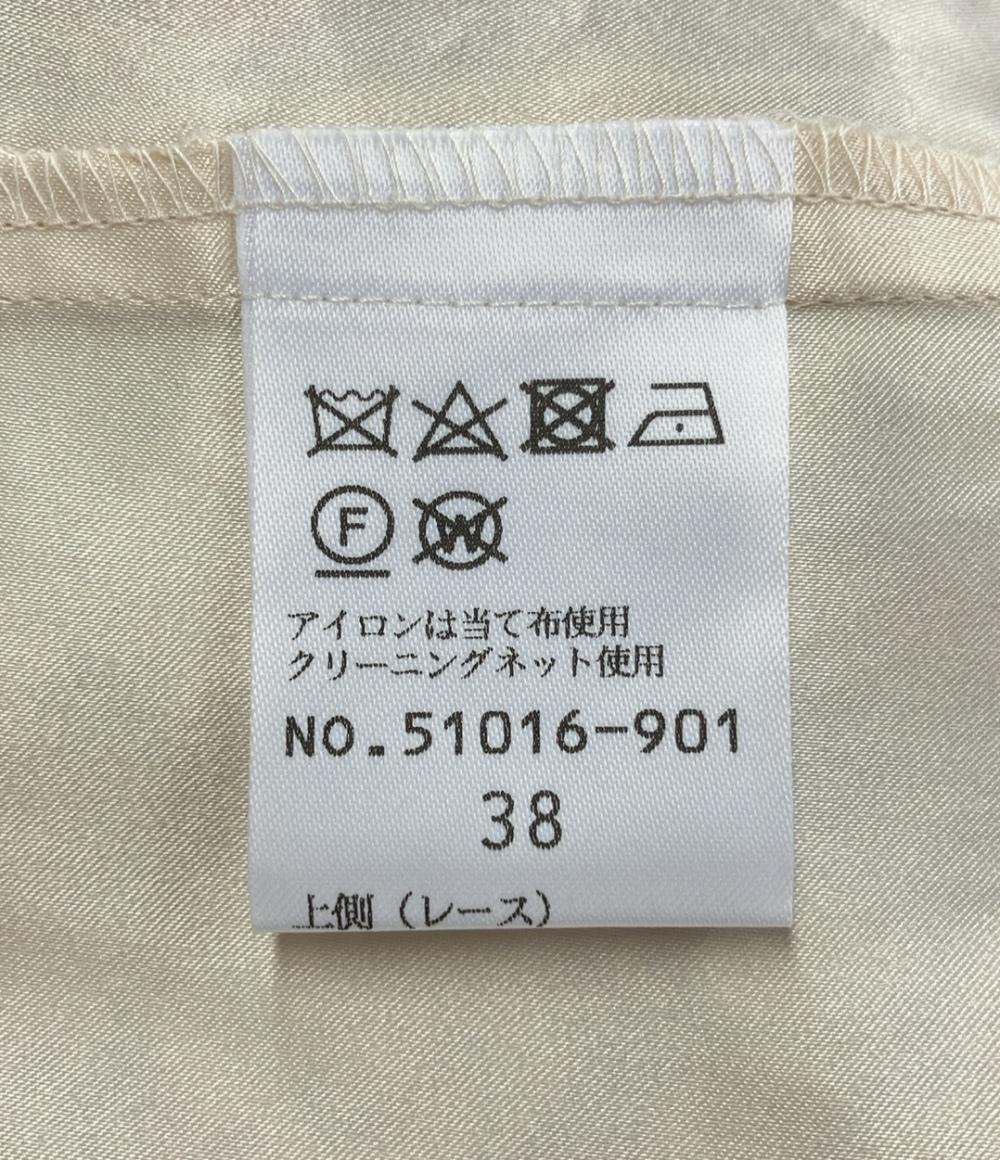 F W
アイロンは当て布使用
クリーニングネット使用
NO.51016-901
38
上側（レース）